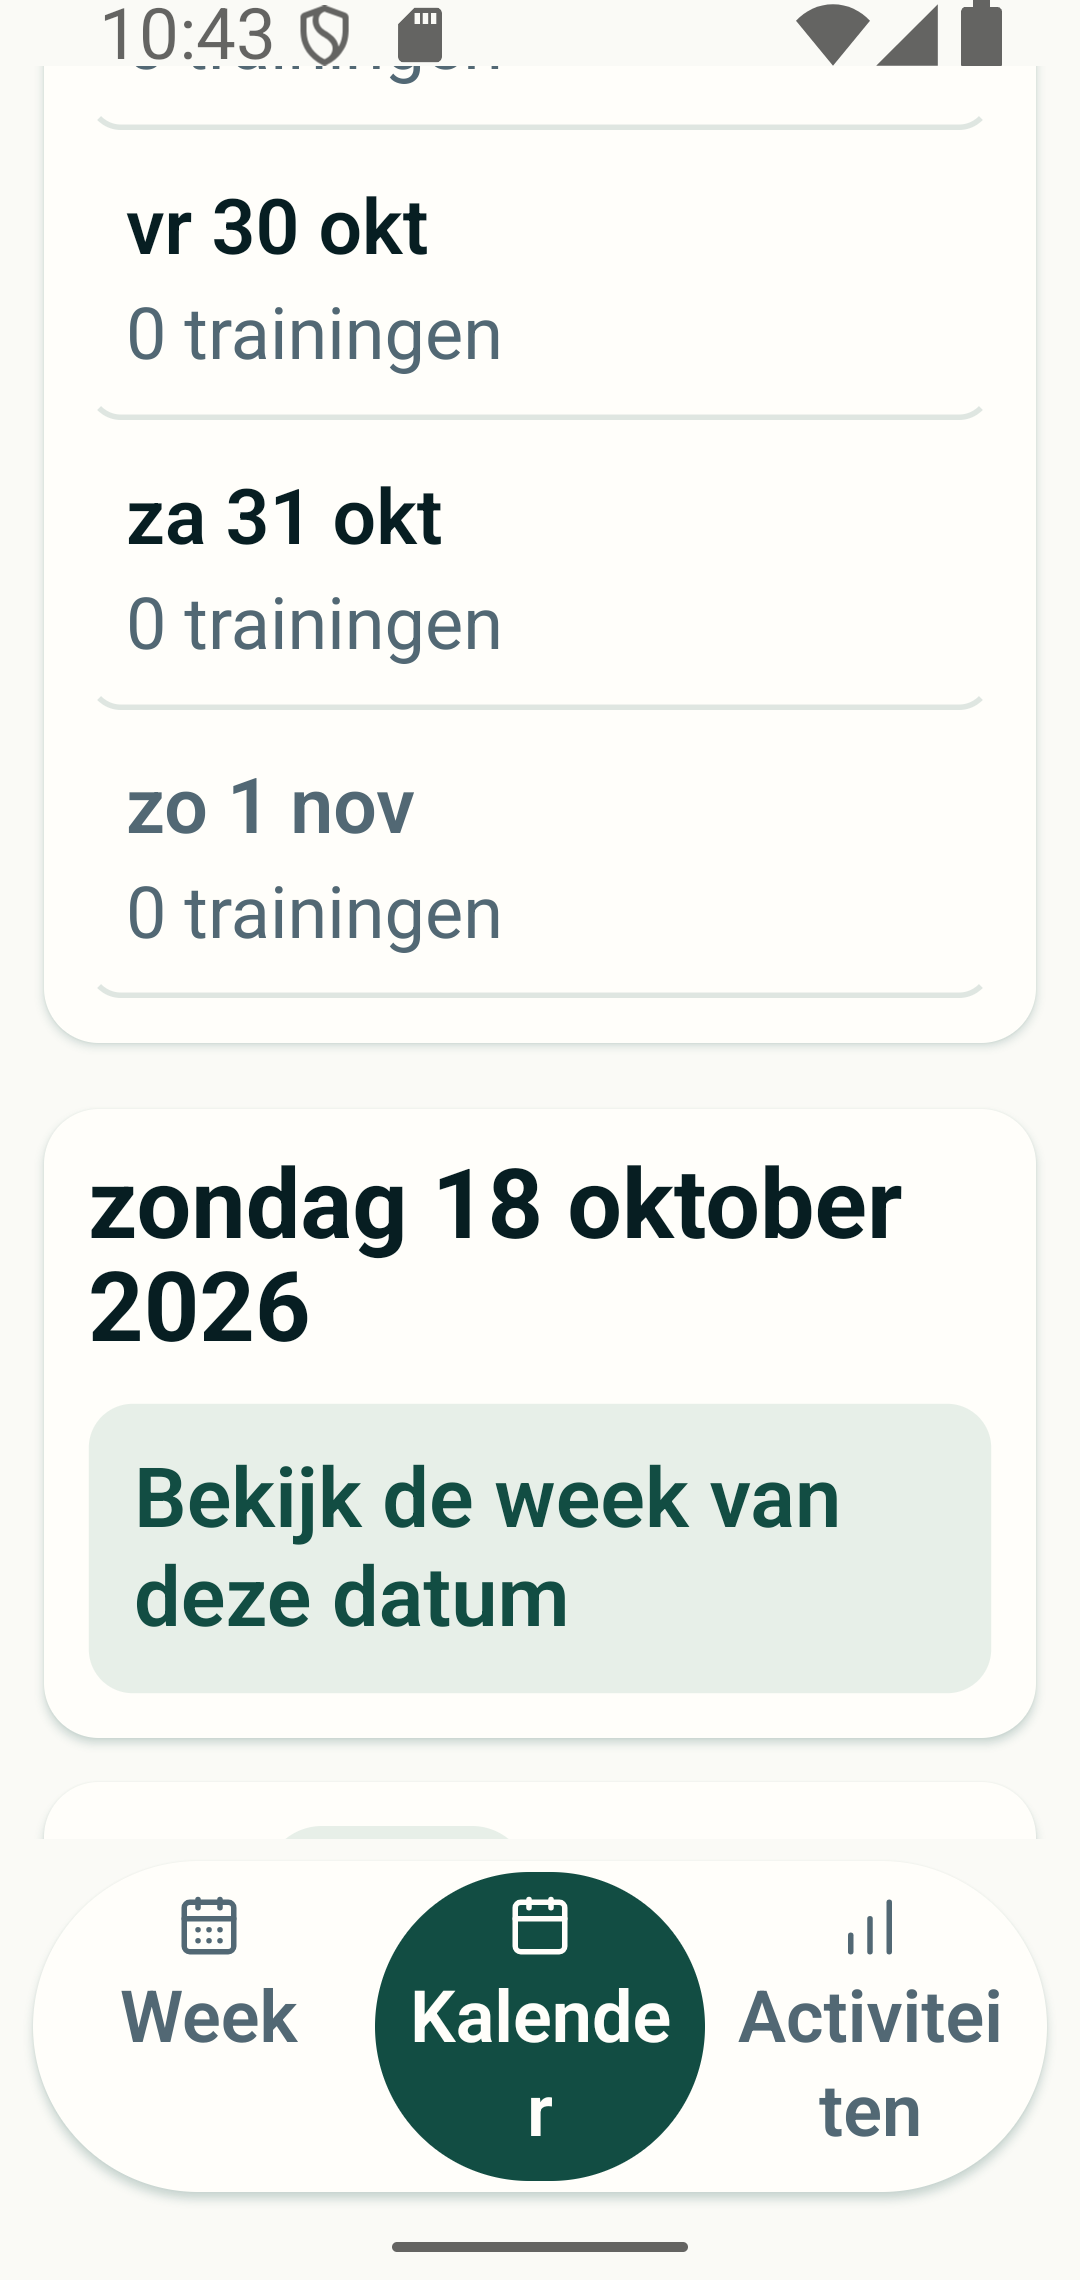 10:43
trainingen
vr 30 okt
0 trainingen
za 31 okt
0 trainingen
zo 1 nov
0 trainingen
zondag 18 oktober
2026
Bekijk de week van
deze datum
Week
Kalende
r
Activitei
ten